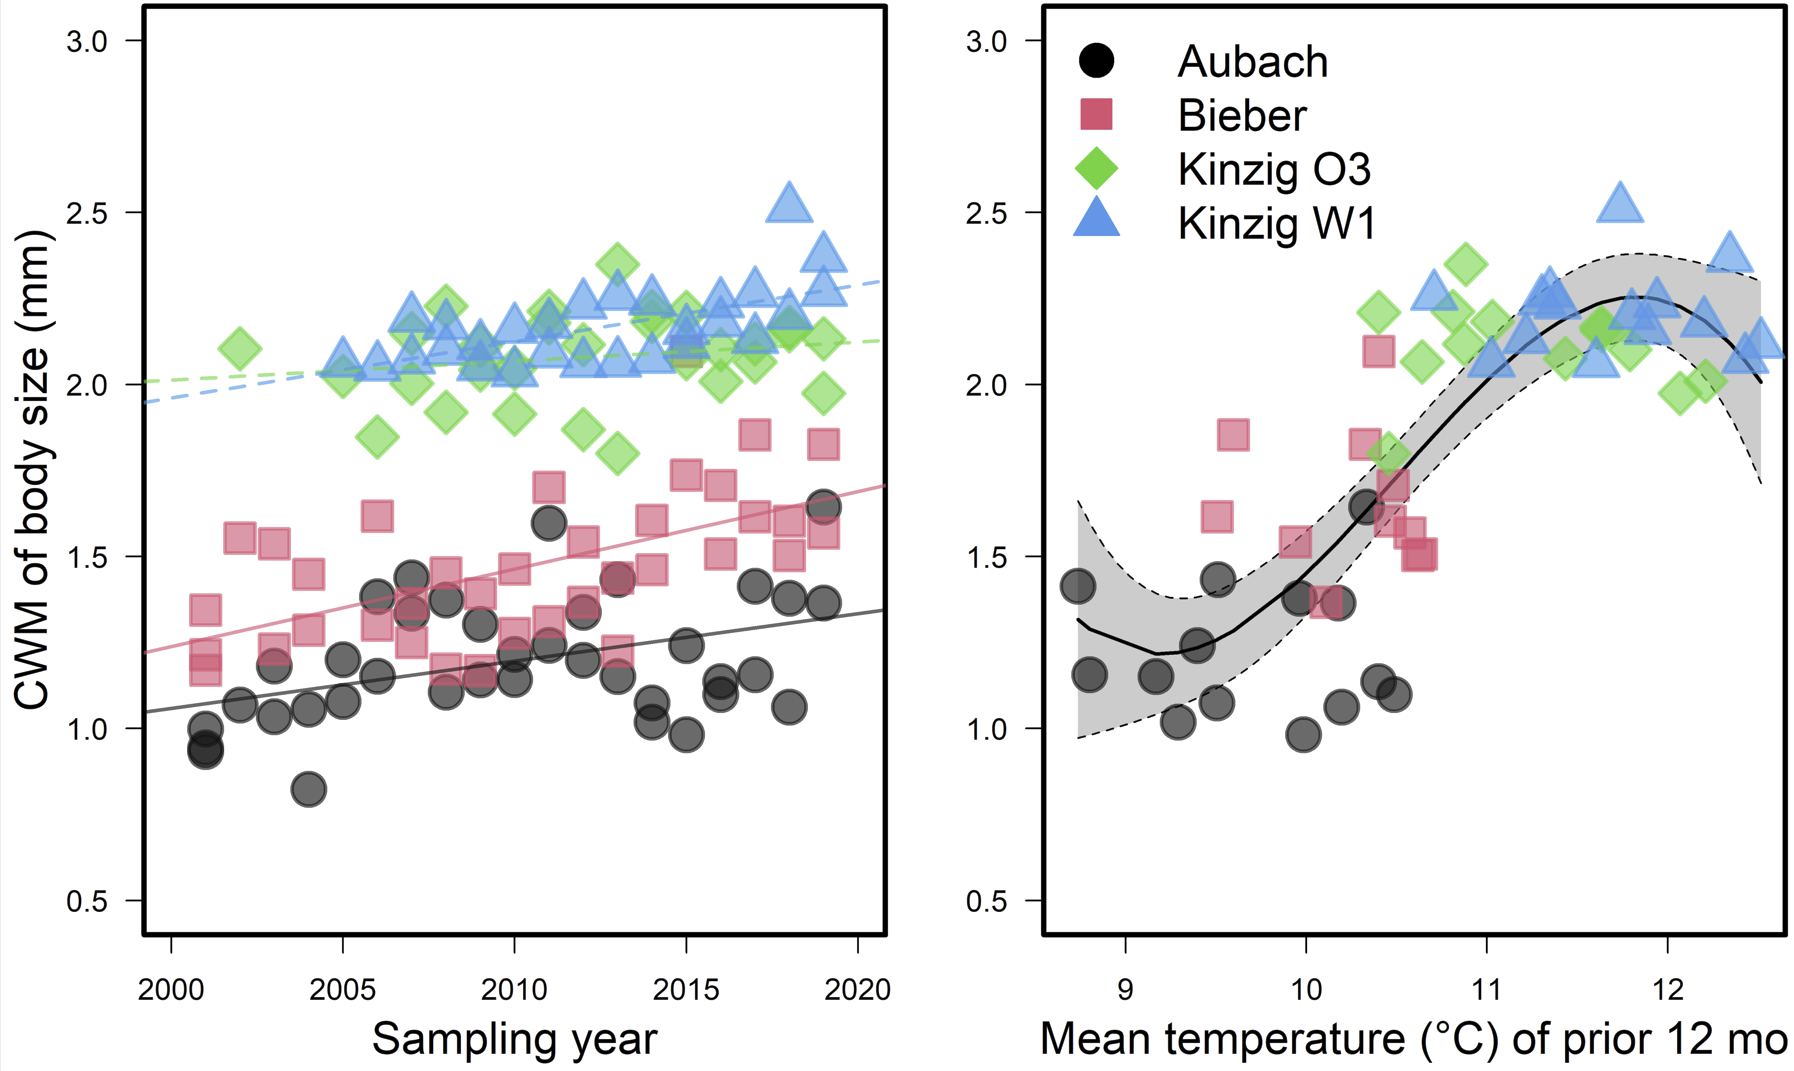 CWM of body size (mm)
3.0
2.5
2.0
1.5
1.0
0.5
2000 2005 2010 2015 2020
Sampling year
3.0
2.5
2.0
1.5
1.0
0.5
Aubach
Bieber
Kinzig O3
Kinzig W1
9 10 11 12
Mean temperature (°C) of prior 12 mo